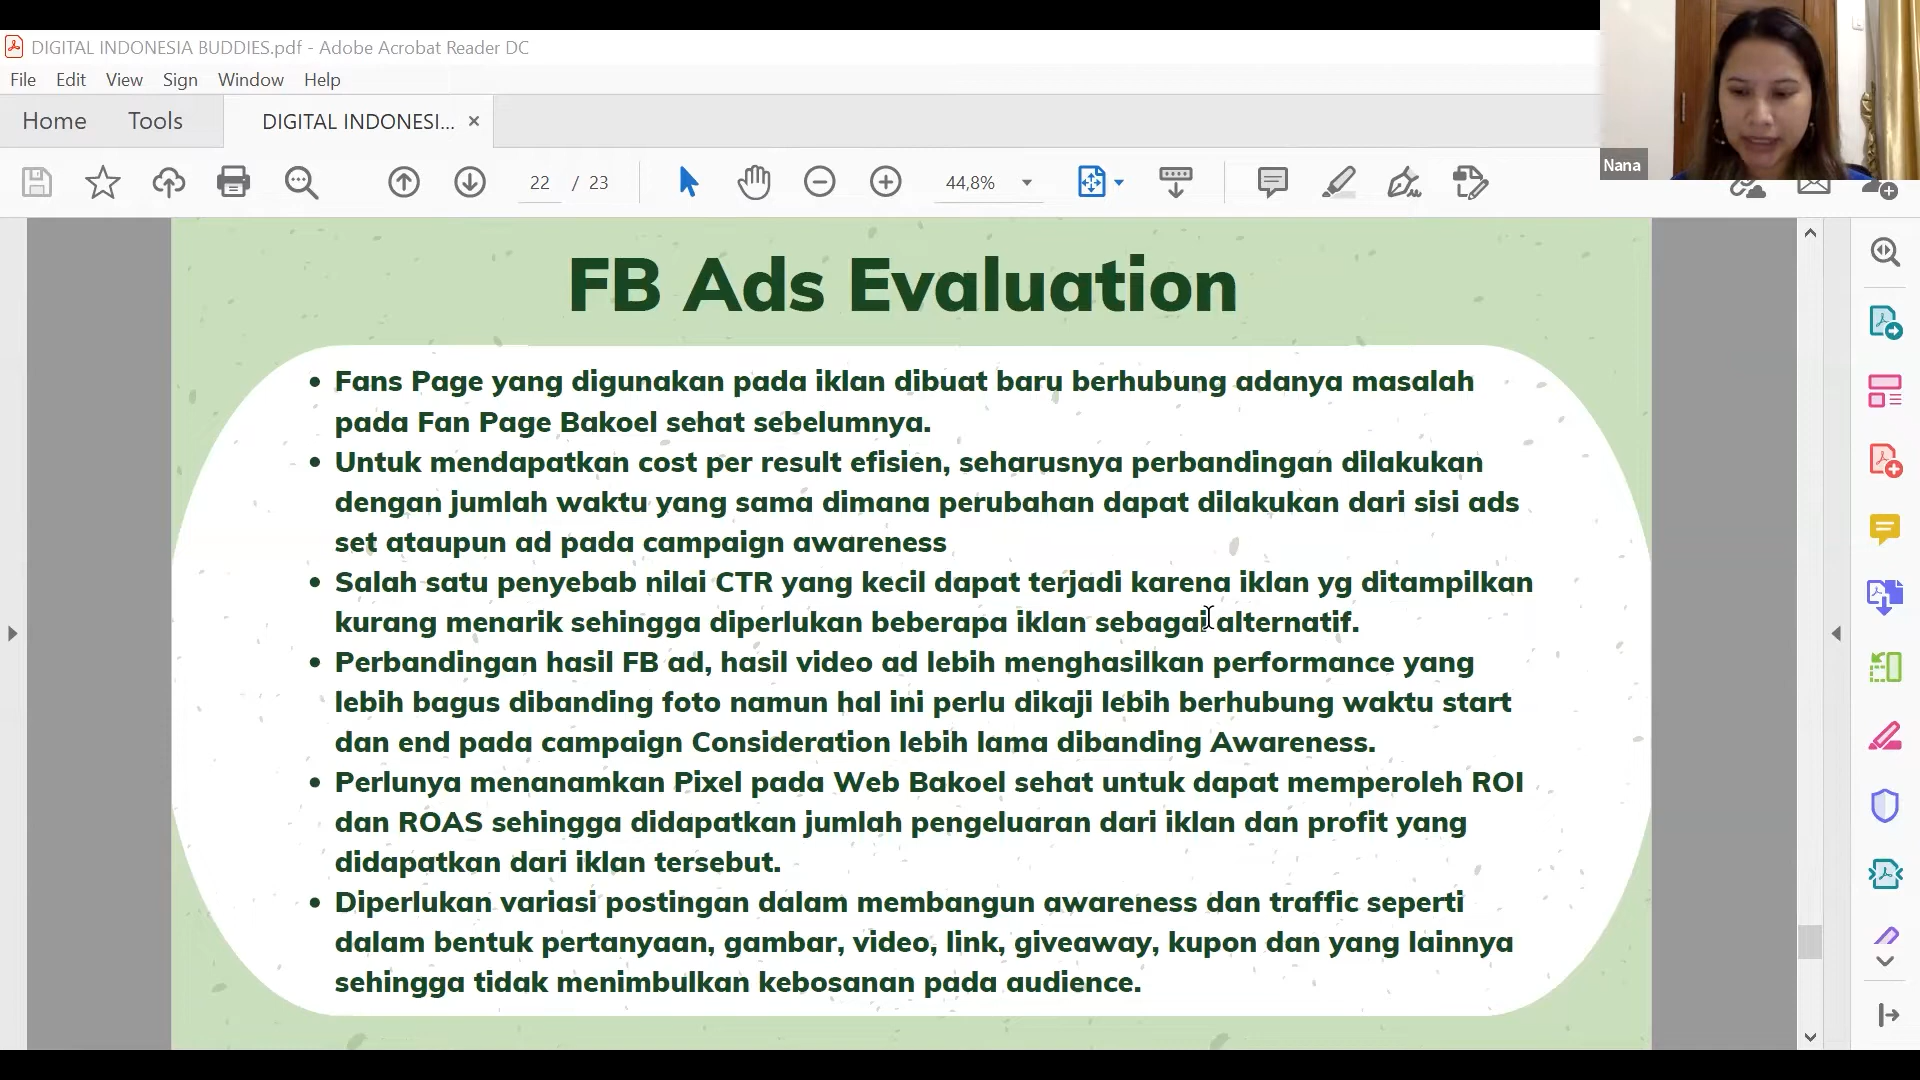 DIGITAL INDONESIA BUDDIES.pdf - Adobe Acrobat Reader DC
File Edit View Sign Window Help
Home Tools DIGITAL INDONESI... ×
22 / 23 44,8%
Nana
FB Ads Evaluation
• Fans Page yang digunakan pada iklan dibuat baru berhubung adanya masalah
pada Fan Page Bakoel sehat sebelumnya.
• Untuk mendapatkan cost per result efisien, seharusnya perbandingan dilakukan
dengan jumlah waktu yang sama dimana perubahan dapat dilakukan dari sisi ads
set ataupun ad pada campaign awareness
• Salah satu penyebab nilai CTR yang kecil dapat terjadi karena iklan yg ditampilkan
kurang menarik sehingga diperlukan beberapa iklan sebagai alternatif.
• Perbandingan hasil FB ad, hasil video ad lebih menghasilkan performance yang
lebih bagus dibanding foto namun hal ini perlu dikaji lebih berhubung waktu start
dan end pada campaign Consideration lebih lama dibanding Awareness.
• Perlunya menanamkan Pixel pada Web Bakoel sehat untuk dapat memperoleh ROI
dan ROAS sehingga didapatkan jumlah pengeluaran dari iklan dan profit yang
didapatkan dari iklan tersebut.
• Diperlukan variasi postingan dalam membangun awareness dan traffic seperti
dalam bentuk pertanyaan, gambar, video, link, giveaway, kupon dan yang lainnya
sehingga tidak menimbulkan kebosanan pada audience.